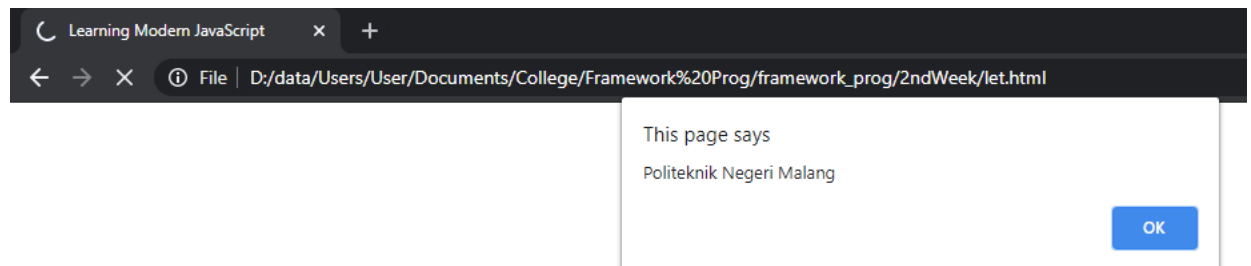 Learning Modern JavaScript
File D:/data/Users/User/Documents/College/Framework%20Prog/framework_prog/2ndWeek/let.html
This page says
Politeknik Negeri Malang
OK